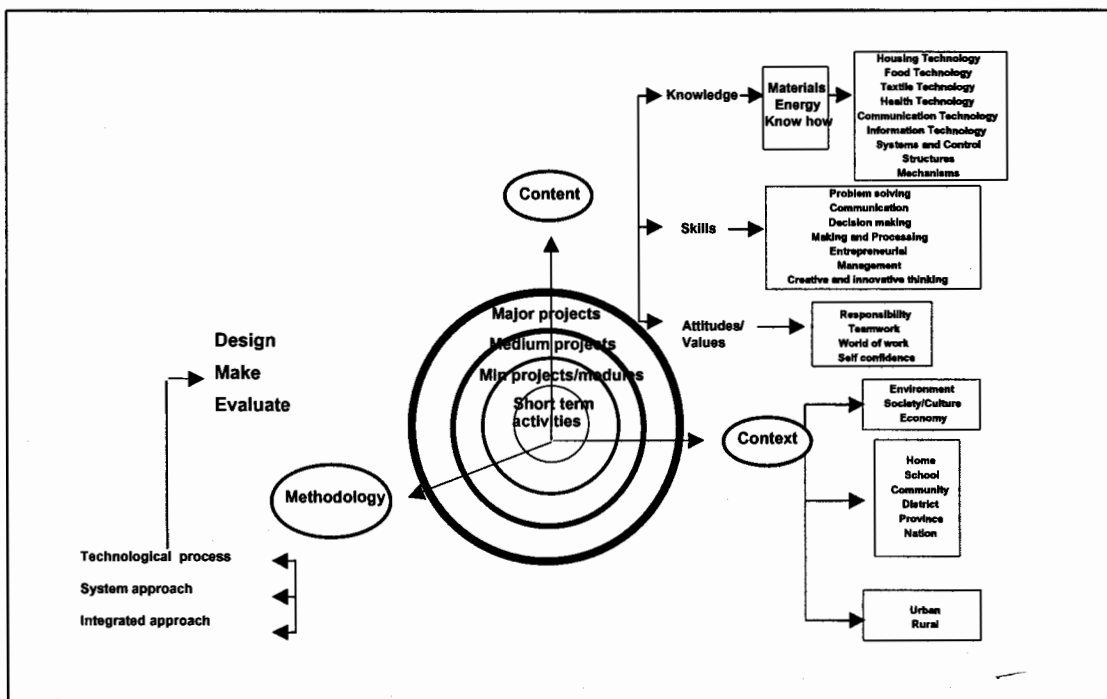 Housing Technology
Food Technology
Textile Technology
Health Technology
Communication Technology
Information Technology
Systems and Control
Structures
Mechanisms
Knowledge
Materials
Energy
Know how
Content
Problem solving
Communication
Decision making
Making and Processing
Entrepreneurial
Management
Creative and innovative thinking
Skills
Attitudes/
Values
Responsibility
Teamwork
World of work
Self confidence
Major projects
Medium projects
Min projects/modules
Short term
activities
Design
Make
Evaluate
Context
Environment
Society/Culture
Economy
Home
School
Community
District
Province
Nation
Urban
Rural
Methodology
Technological process
System approach
Integrated approach